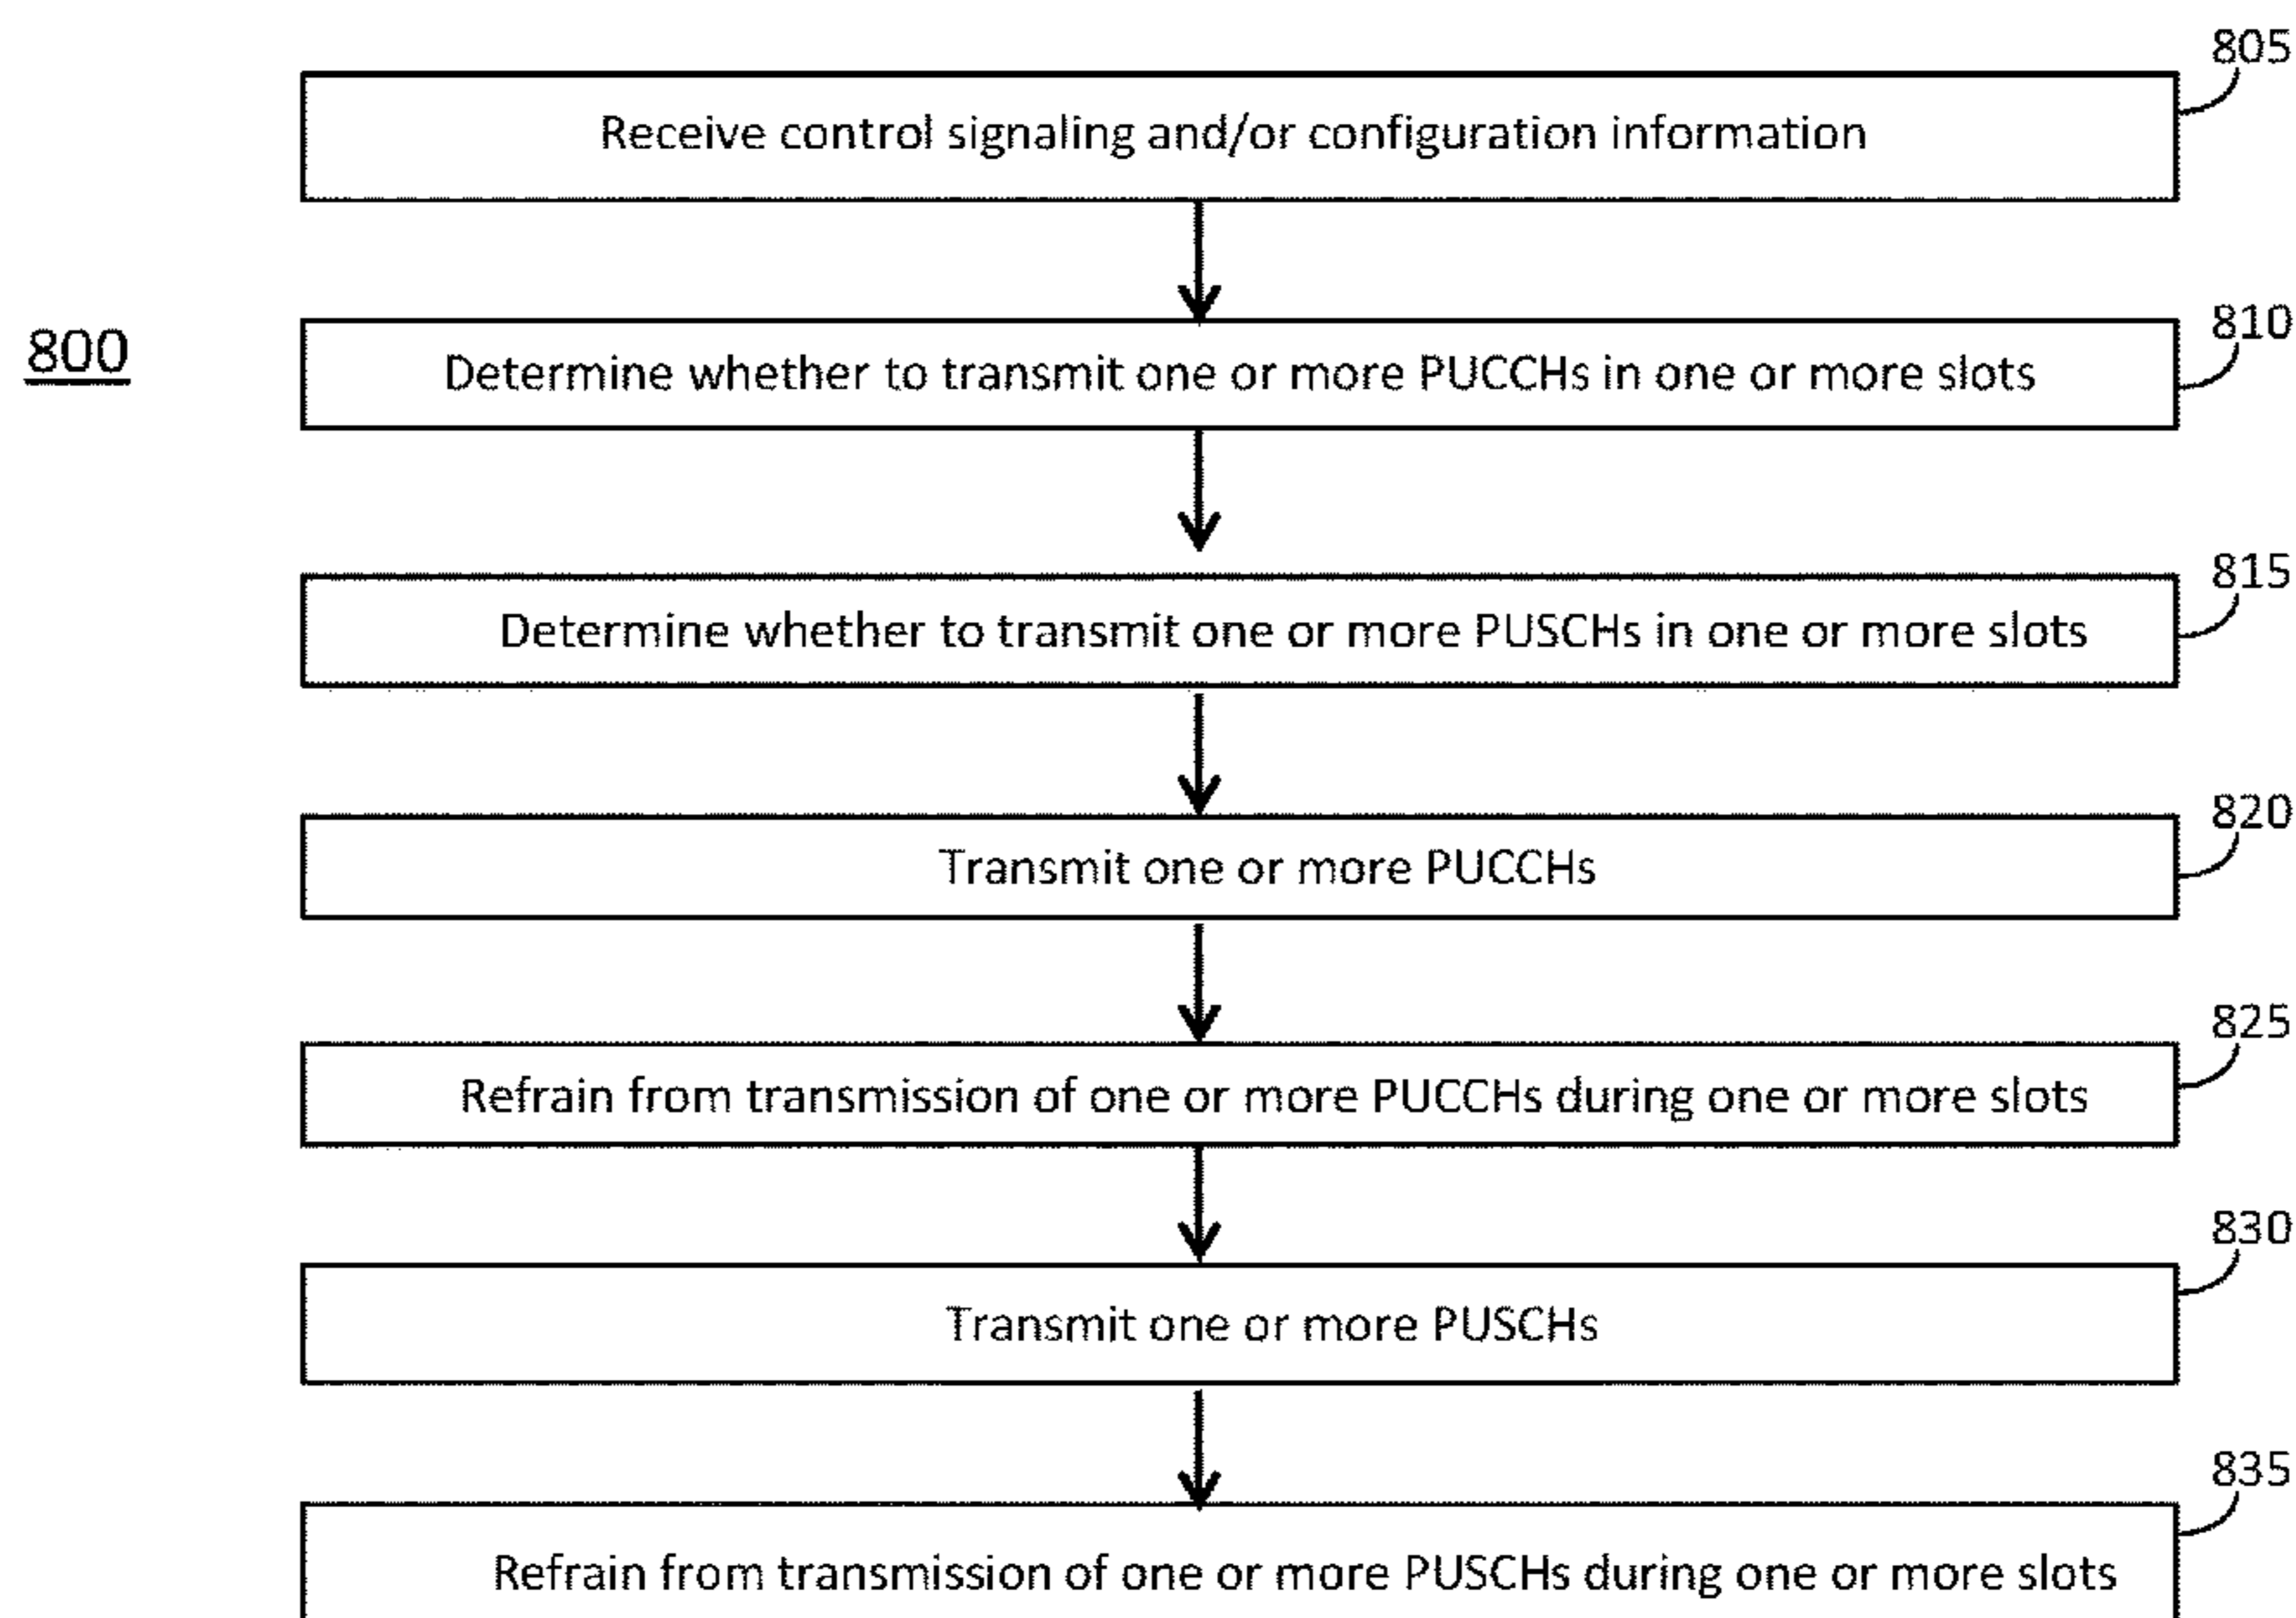 805
Receive control signaling and/or configuration information
800
810
Determine whether to transmit one or more PUCCHs in one or more slots
815
Determine whether to transmit one or more PUSCHs in one or more slots
820
Transmit one or more PUCCHs
825
Refrain from transmission of one or more PUCCHs during one or more slots
830
Transmit one or more PUSCHs
835
Refrain from transmission of one or more PUSCHs during one or more slots